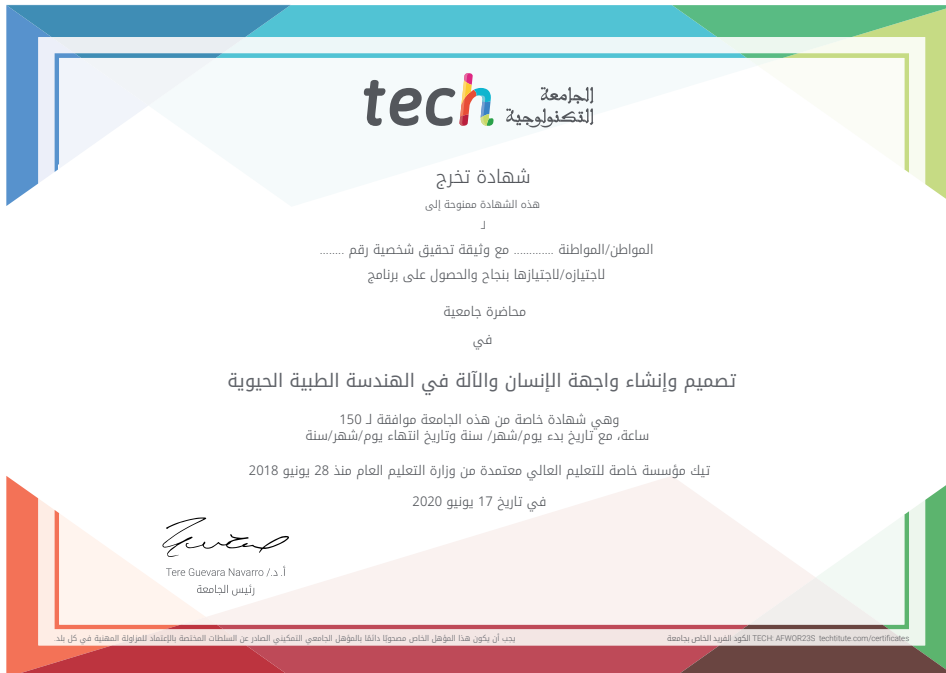 tech الجامعة
التكنولوجية
شهادة تخرج
هذه الشهادة ممنوحة إلى
لـ
المواطن/المواطنة ............ مع وثيقة تحقيق شخصية رقم ........
لاجتيازه/لاجتيازها بنجاح والحصول على برنامج
محاضرة جامعية
في
تصميم وإنشاء واجهة الإنسان والآلة في الهندسة الطبية الحيوية
وهي شهادة خاصة من هذه الجامعة موافقة لـ 150
ساعة، مع تاريخ بدء يوم/شهر/ سنة وتاريخ انتهاء يوم/شهر/سنة
تيك مؤسسة خاصة للتعليم العالي معتمدة من وزارة التعليم العام منذ 28 يونيو 2018
في تاريخ 17 يونيو 2020
أ. د./ Tere Guevara Navarro
رئيس الجامعة
يجب أن يكون هذا المؤهل الخاص مصحوبًا دائمًا بالمؤهل الجامعي التمكيني الصادر عن السلطات المختصة بالإعتماد للمزاولة المهنية في كل بلد.
الكود الفريد الخاص بجامعة TECH: AFWOR23S techtitute.com/certificates